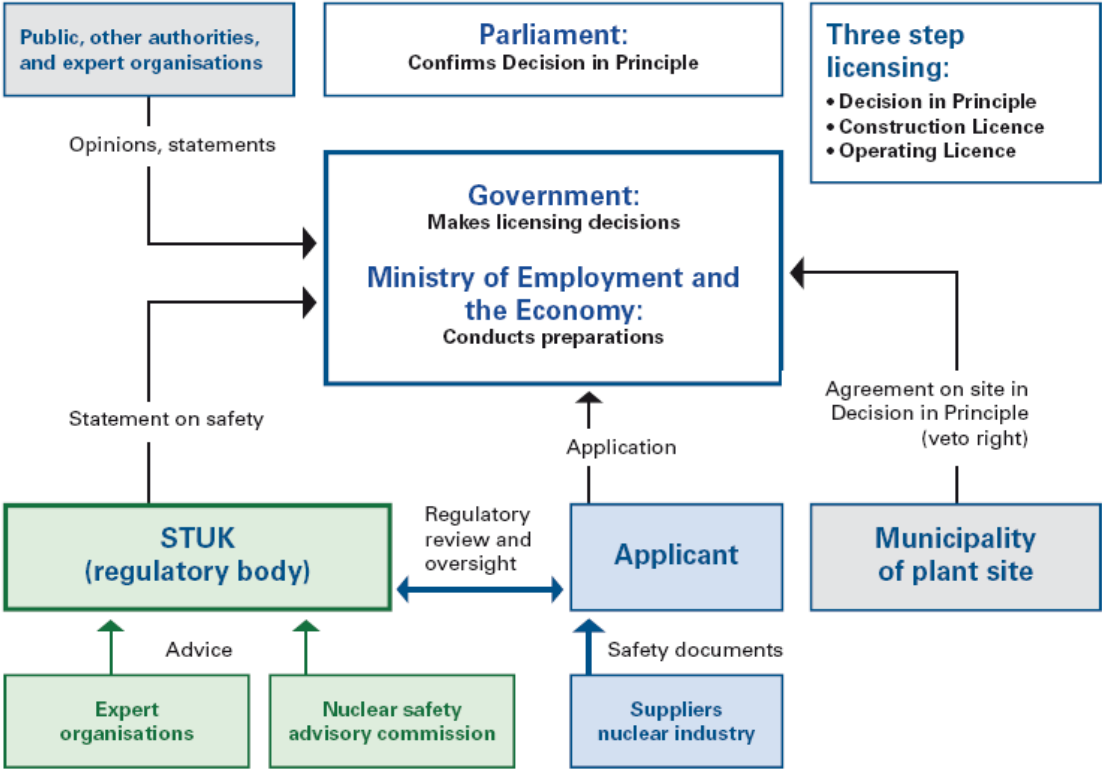 Public, other authorities,
and expert organisations
Parliament:
Confirms Decision in Principle
Three step
licensing:
• Decision in Principle
• Construction Licence
• Operating Licence
Opinions, statements
Government:
Makes licensing decisions
Ministry of Employment and
the Economy:
Conducts preparations
Statement on safety
Application
Agreement on site in
Decision in Principle
(veto right)
STUK
(regulatory body)
Regulatory
review and
oversight
Applicant
Municipality
of plant site
Advice
Safety documents
Expert
organisations
Nuclear safety
advisory commission
Suppliers
nuclear industry